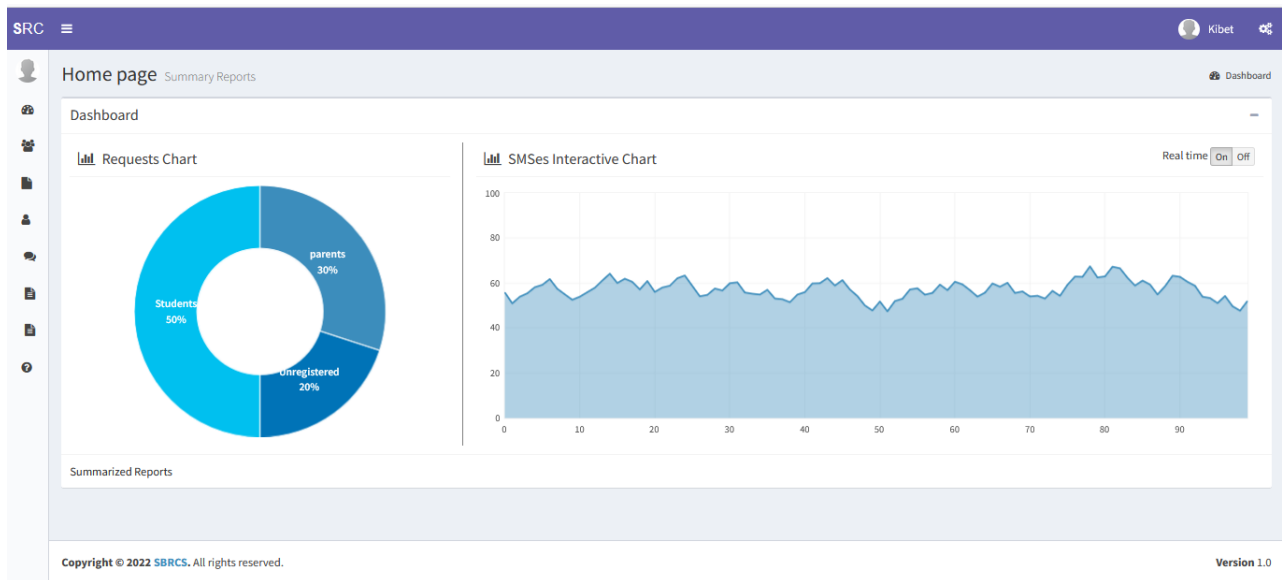 SRC
Kibet
Home page Summary Reports
Dashboard
Dashboard
Requests Chart
parents
30%
Students
50%
Unregistered
20%
SMSes Interactive Chart
Real time On Off
100
80
60
40
20
0
0 10 20 30 40 50 60 70 80 90
Summarized Reports
Copyright © 2022 SBRCS. All rights reserved.
Version 1.0